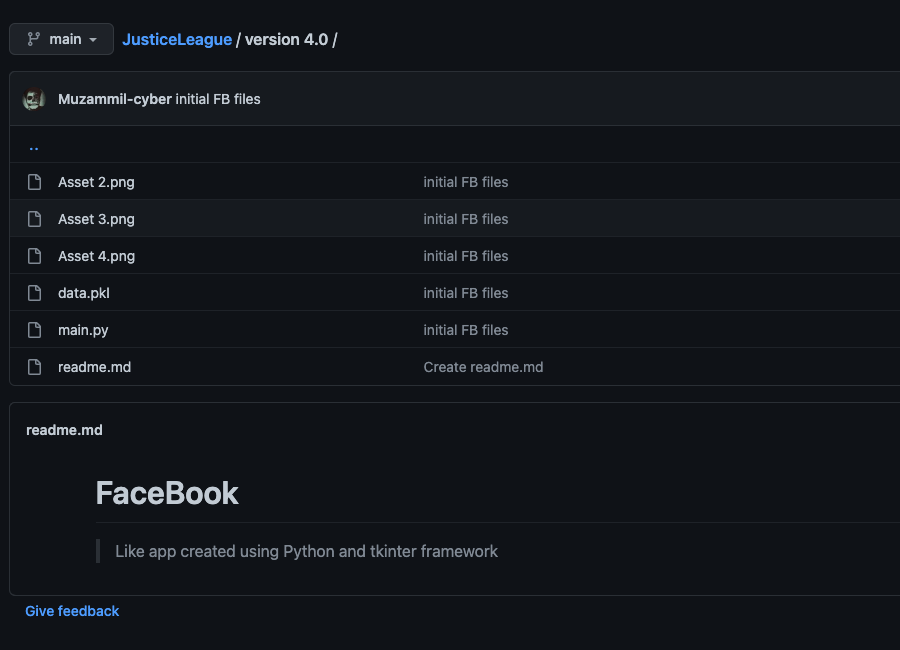 main JusticeLeague / version 4.0 /
Muzammil-cyber initial FB files
..
Asset 2.png initial FB files
Asset 3.png initial FB files
Asset 4.png initial FB files
data.pkl initial FB files
main.py initial FB files
readme.md Create readme.md
readme.md
FaceBook
Like app created using Python and tkinter framework
Give feedback